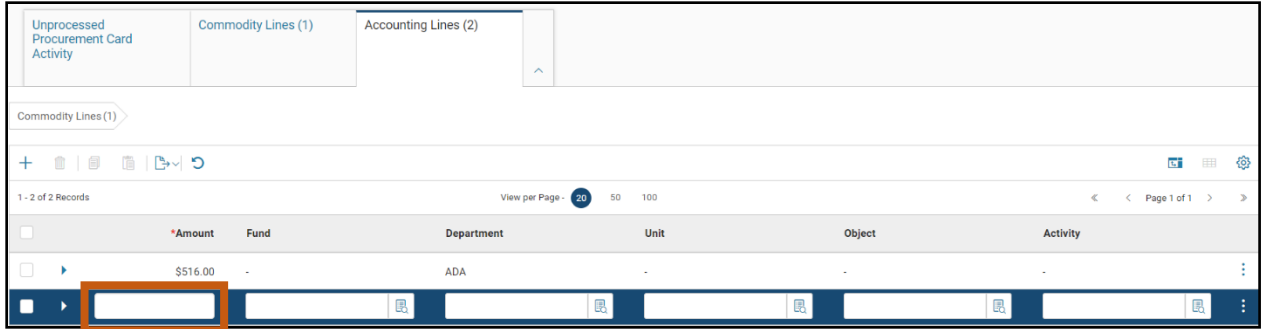 Unprocessed
Procurement Card
Activity
Commodity Lines (1)
Accounting Lines (2)
Commodity Lines (1)
1 - 2 of 2 Records
View per Page - 20 50 100
Page 1 of 1
*Amount Fund Department Unit Object Activity
$516.00 - ADA - - -